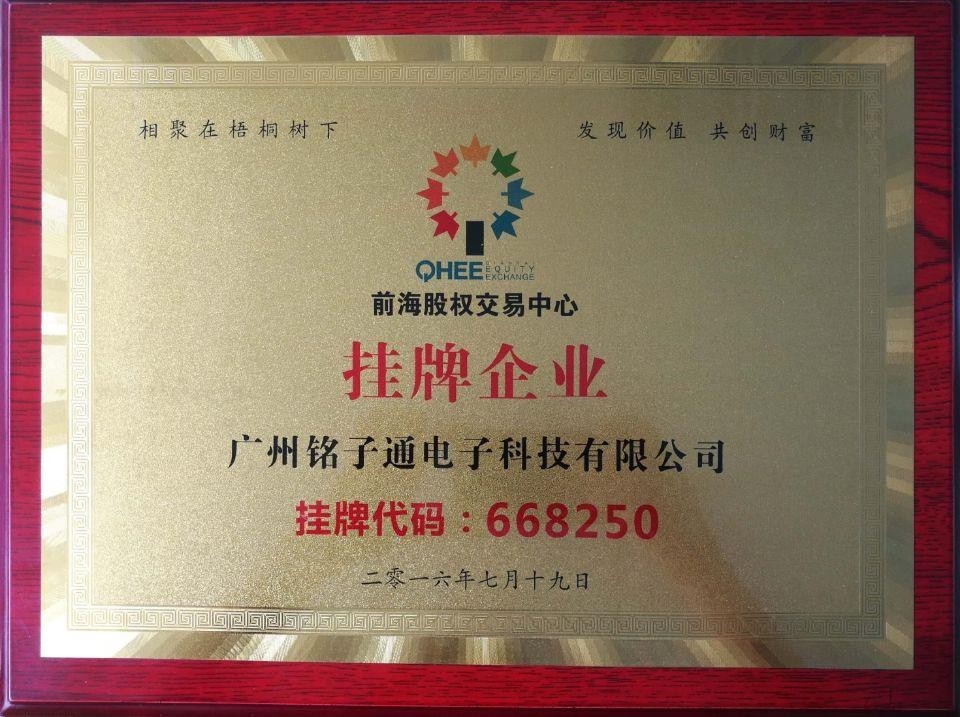 相聚在梧桐树下
发现价值 共创财富
QHEE QIANHAI EQUITY EXCHANGE
前海股权交易中心
挂牌企业
广州铭子通电子科技有限公司
挂牌代码：668250
二零一六年七月十九日